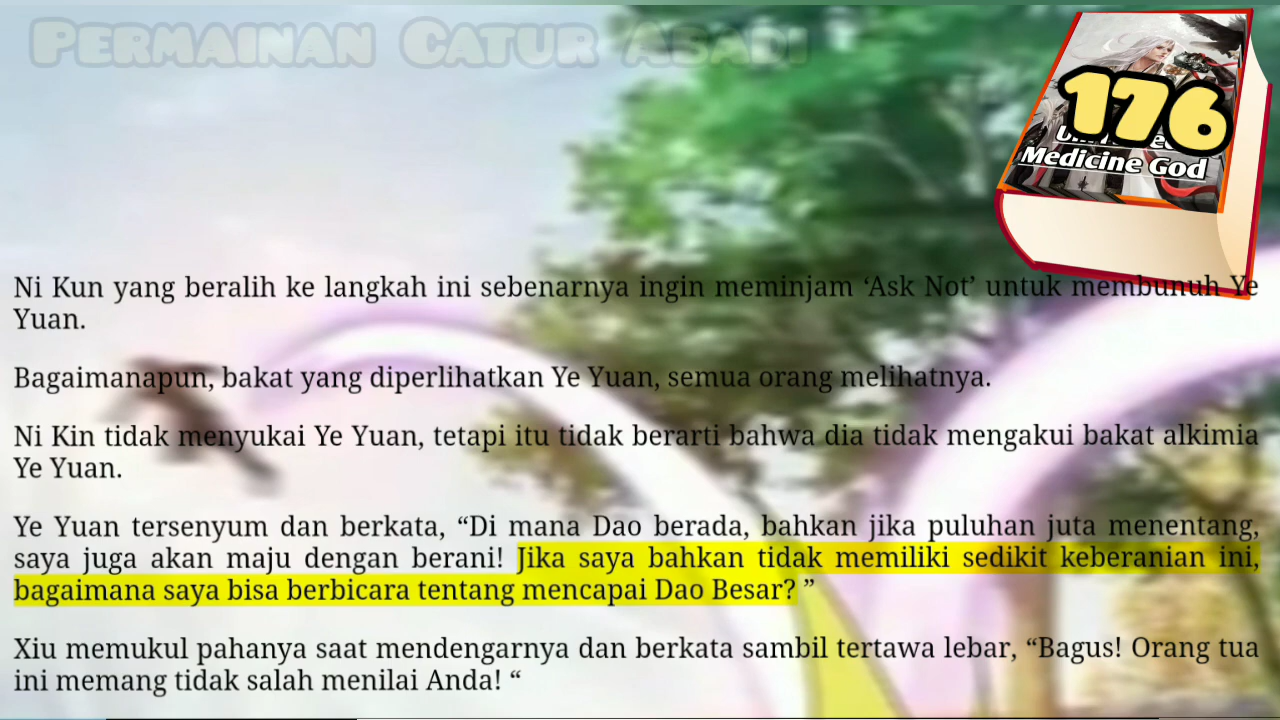 Permainan Catur Abadi
176
Medicine God
Ni Kun yang beralih ke langkah ini sebenarnya ingin meminjam ‘Ask Not’ untuk membunuh Ye
Yuan.
Bagaimanapun, bakat yang diperlihatkan Ye Yuan, semua orang melihatnya.
Ni Kin tidak menyukai Ye Yuan, tetapi itu tidak berarti bahwa dia tidak mengakui bakat alkimia
Ye Yuan.
Ye Yuan tersenyum dan berkata, “Di mana Dao berada, bahkan jika puluhan juta menentang,
saya juga akan maju dengan berani! Jika saya bahkan tidak memiliki sedikit keberanian ini,
bagaimana saya bisa berbicara tentang mencapai Dao Besar? ”
Xiu memukul pahanya saat mendengarnya dan berkata sambil tertawa lebar, “Bagus! Orang tua
ini memang tidak salah menilai Anda! “